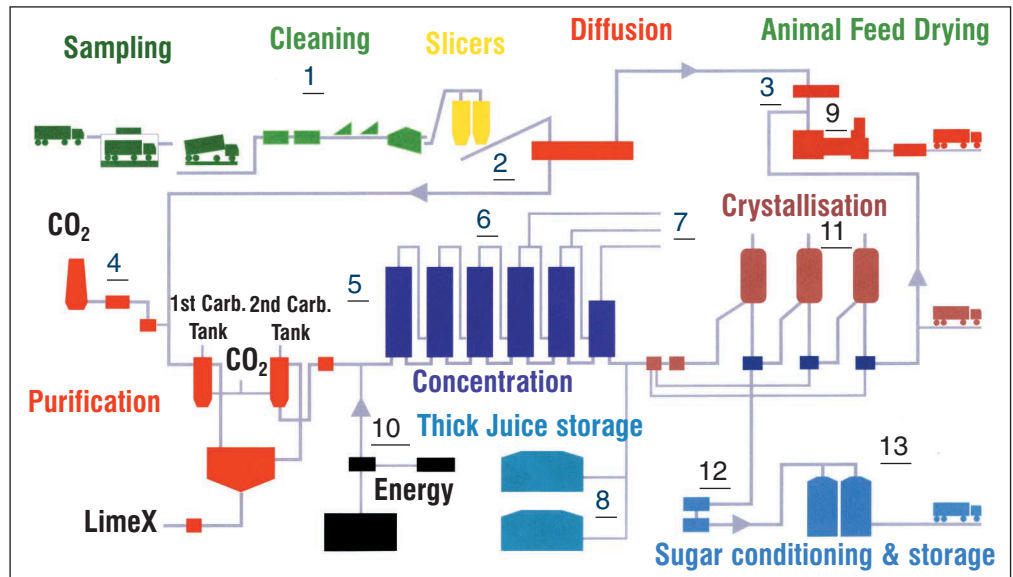 Sampling
Cleaning
Slicers
Diffusion
Animal Feed Drying
1
2
3
9
CO₂
4
5
6
7
Crystallisation
11
1st Carb.
Tank
2nd Carb.
Tank
CO₂
Purification
Concentration
Thick Juice storage
10
Energy
8
12
13
LimeX
Sugar conditioning & storage